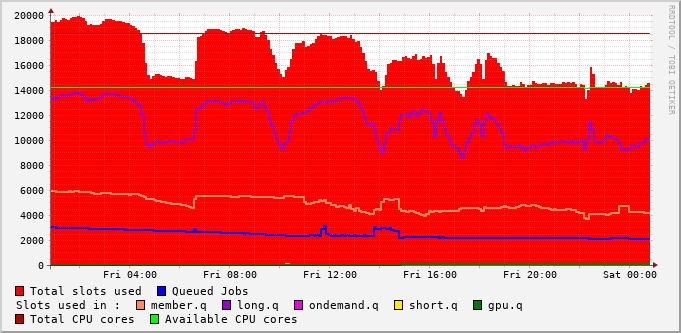 RRDTOOL / TOBI OETIKER
20000
18000
16000
14000
12000
10000
8000
6000
4000
2000
0
Fri 04:00 Fri 08:00 Fri 12:00 Fri 16:00 Fri 20:00 Sat 00:00
Total slots used Queued Jobs
Slots used in : member.q long.q ondemand.q short.q gpu.q
Total CPU cores Available CPU cores